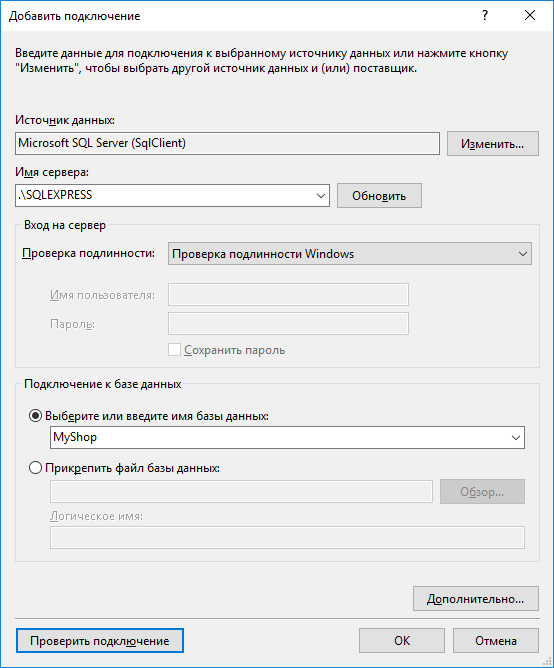 Добавить подключение
?
Введите данные для подключения к выбранному источнику данных или нажмите кнопку
"Изменить", чтобы выбрать другой источник данных и (или) поставщик.
Источник данных:
Microsoft SQL Server (SqlClient)
Изменить...
Имя сервера:
.\SQLEXPRESS
Обновить
Вход на сервер
Проверка подлинности:
Проверка подлинности Windows
Имя пользователя:
Пароль:
Сохранить пароль
Подключение к базе данных
Выберите или введите имя базы данных:
MyShop
Прикрепить файл базы данных:
Обзор...
Логическое имя:
Дополнительно...
Проверить подключение
ОК
Отмена